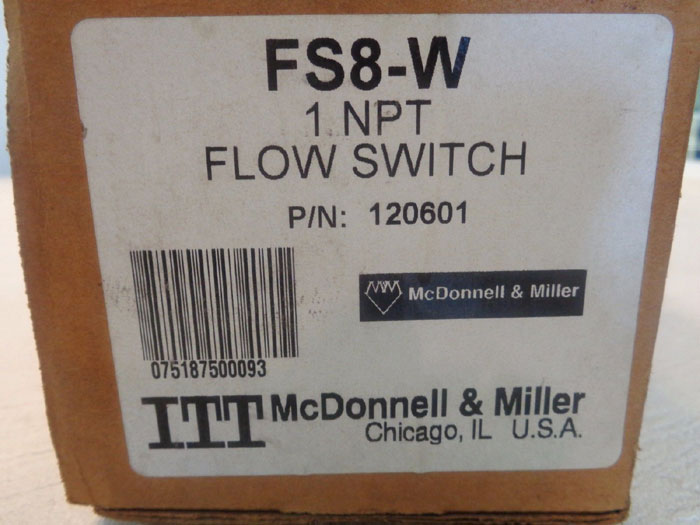 FS8-W
1 NPT
FLOW SWITCH
P/N: 120601
McDonnell & Miller
075187500093
ITT McDonnell & Miller
Chicago, IL U.S.A.